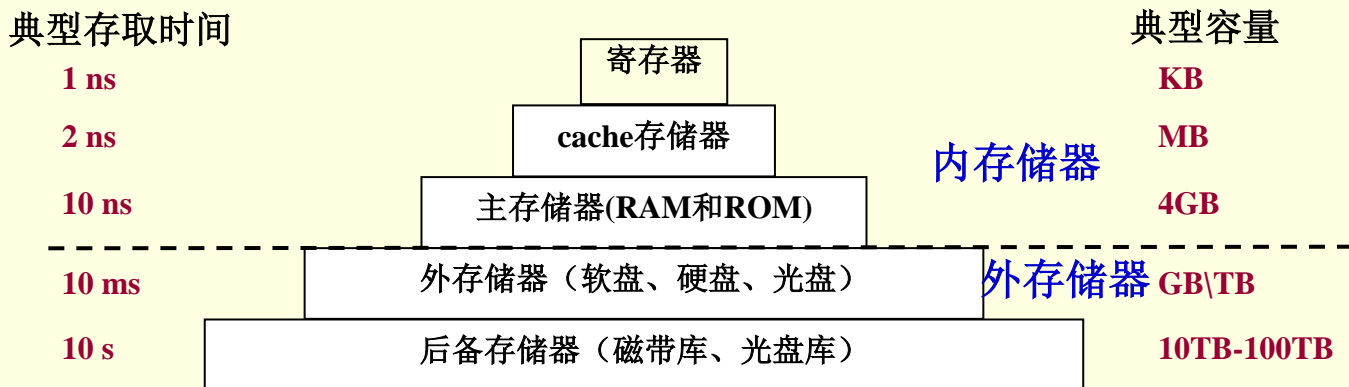 典型存取时间
典型容量
寄存器
1 ns
KB
2 ns
cache存储器
MB
内存储器
10 ns
主存储器(RAM和ROM)
4GB
10 ms
外存储器（软盘、硬盘、光盘）
外存储器
GB\TB
10 s
后备存储器（磁带库、光盘库）
10TB-100TB